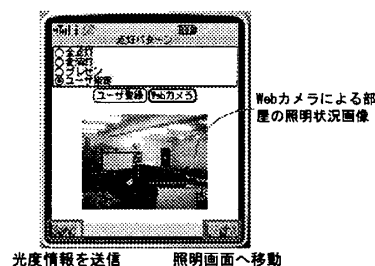 点灯パターン
全点灯
全消灯
プレゼン
ユーザ設定
ユーザ登録 Webカメラ
Webカメラによる部
屋の照明状況画像
光度情報を送信 照明画面へ移動